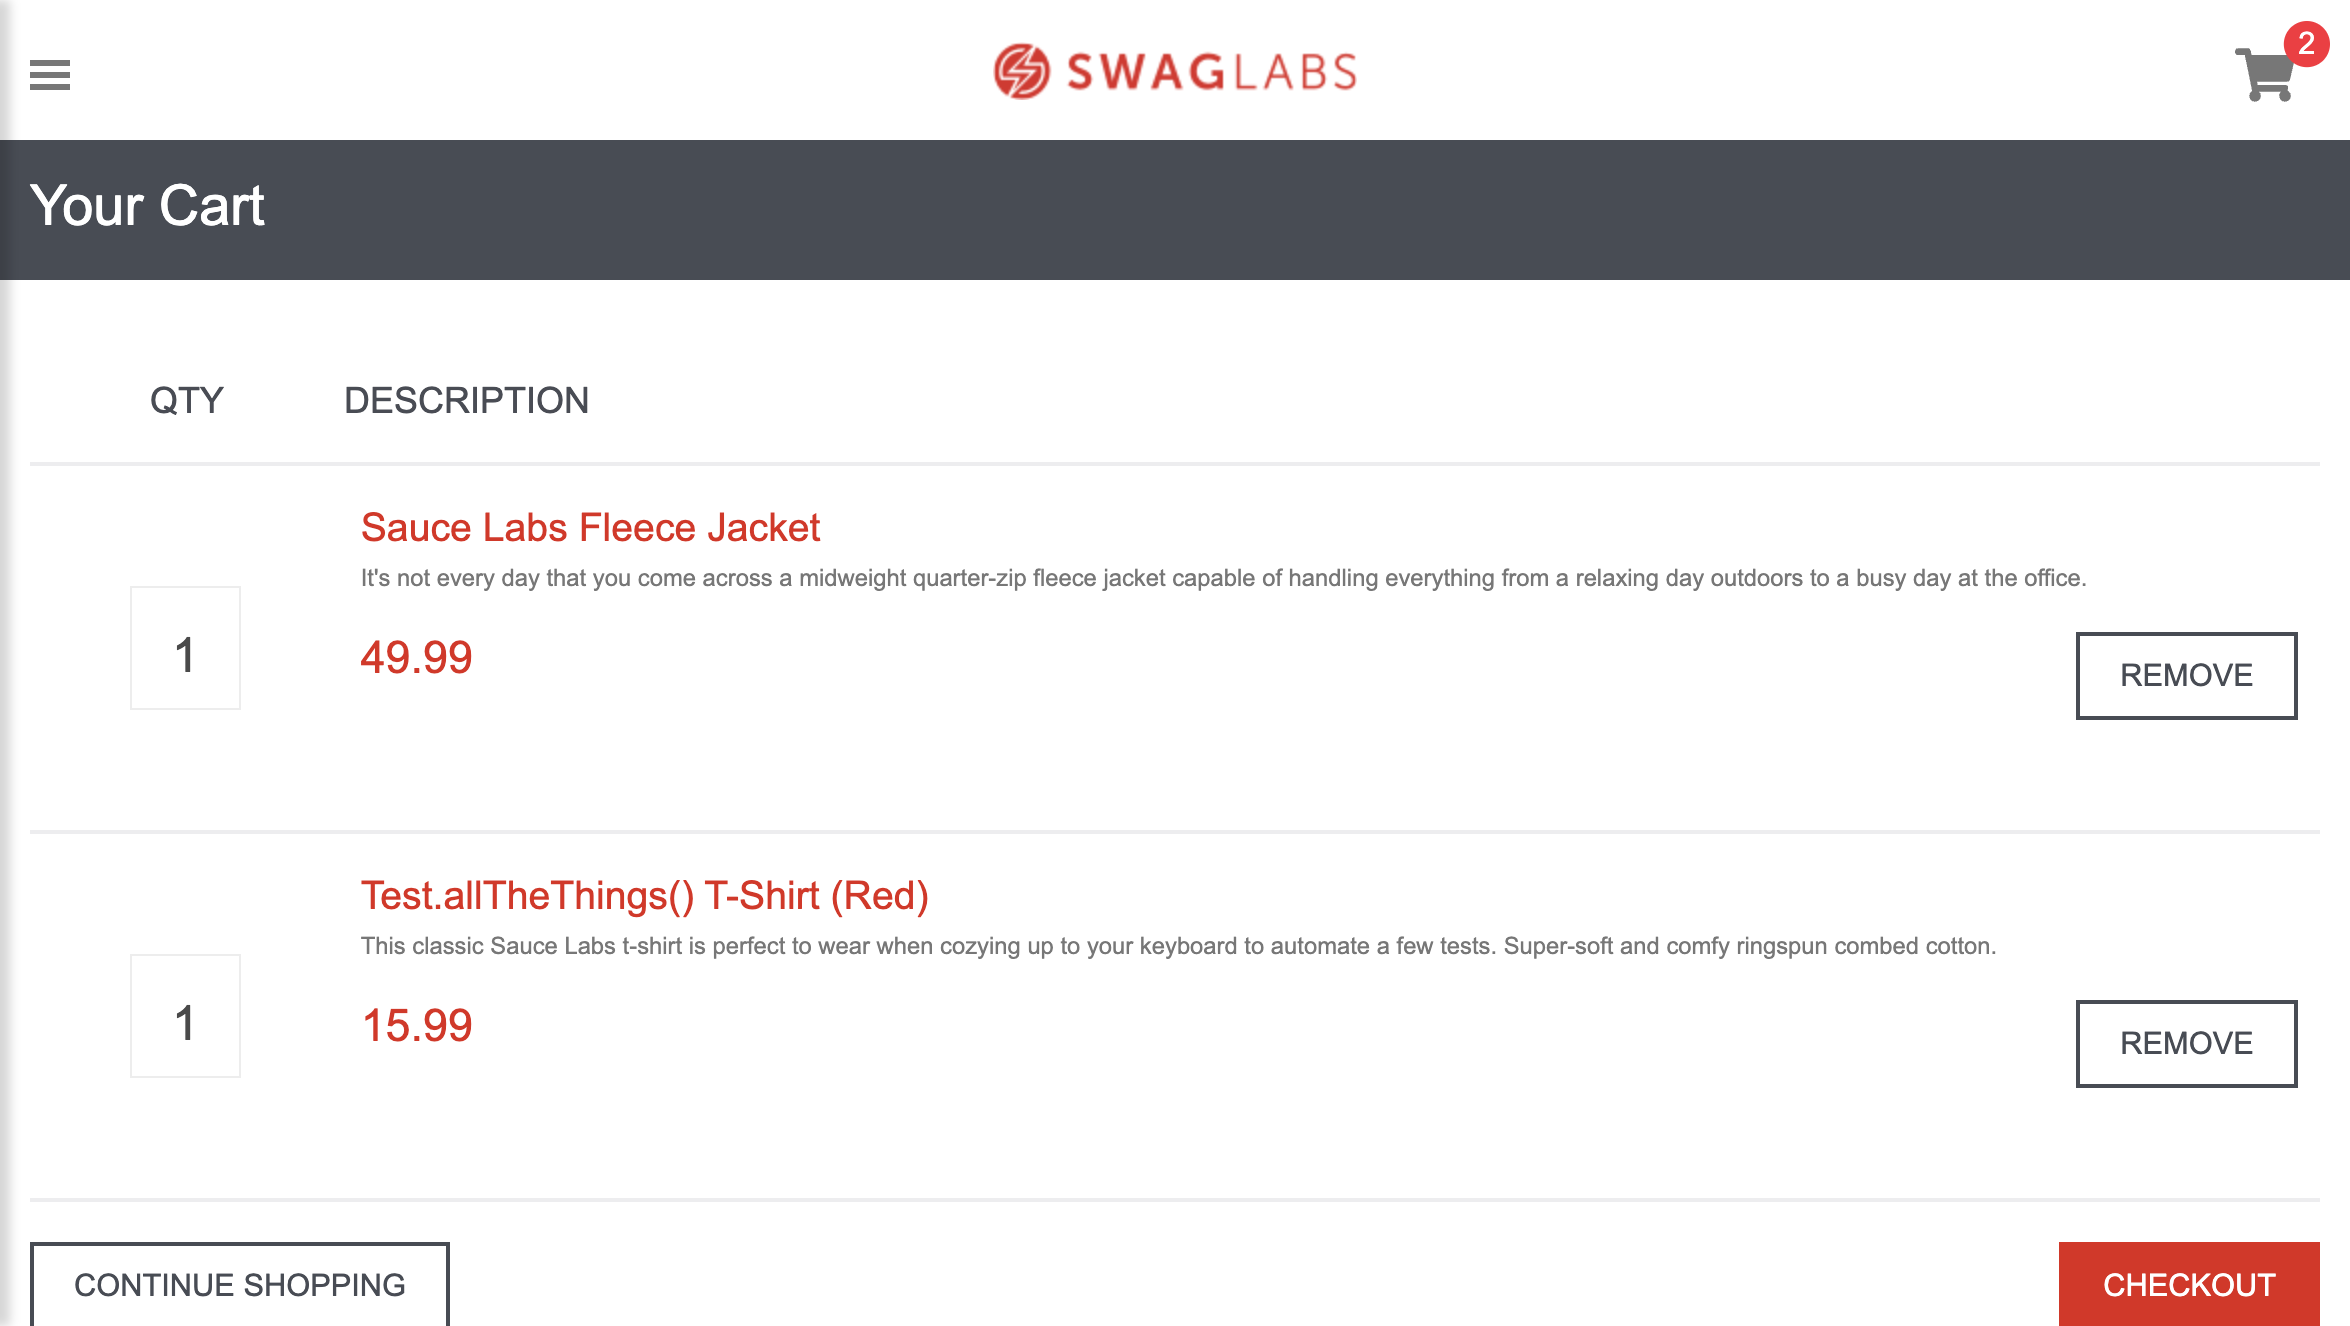 SWAGLABS
2
Your Cart
QTY DESCRIPTION
Sauce Labs Fleece Jacket
It's not every day that you come across a midweight quarter-zip fleece jacket capable of handling everything from a relaxing day outdoors to a busy day at the office.
1
49.99
REMOVE
Test.allTheThings() T-Shirt (Red)
This classic Sauce Labs t-shirt is perfect to wear when cozying up to your keyboard to automate a few tests. Super-soft and comfy ringspun combed cotton.
1
15.99
REMOVE
CONTINUE SHOPPING
CHECKOUT